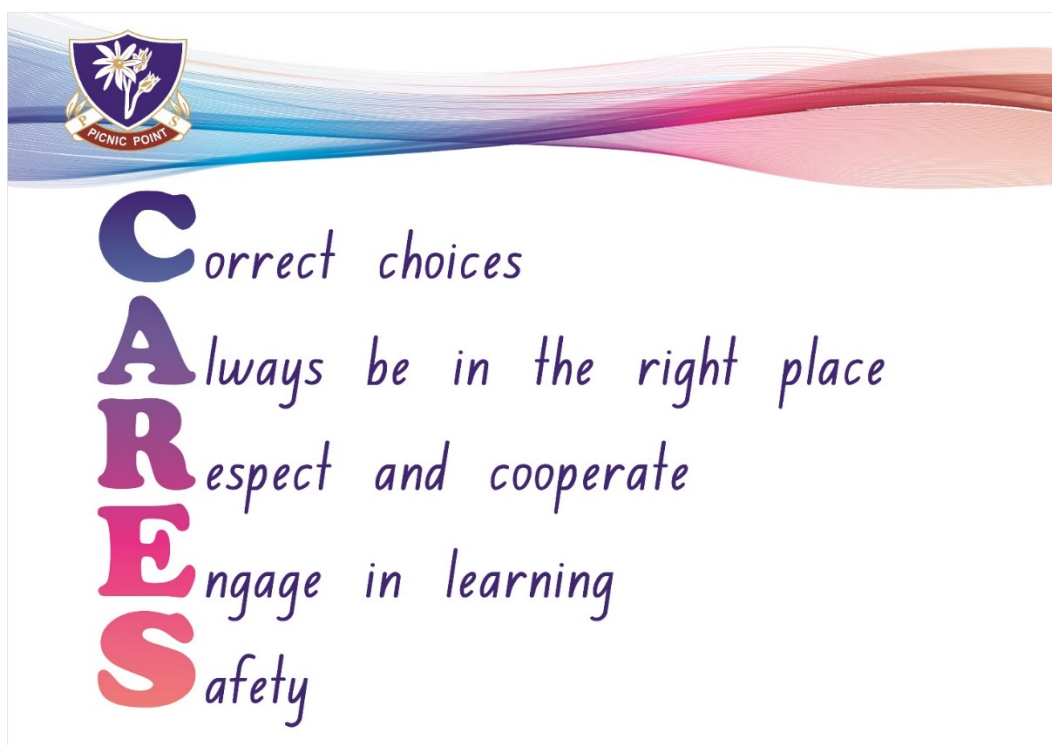 P S
PICNIC POINT
Correct choices
Always be in the right place
Respect and cooperate
Engage in learning
Safety